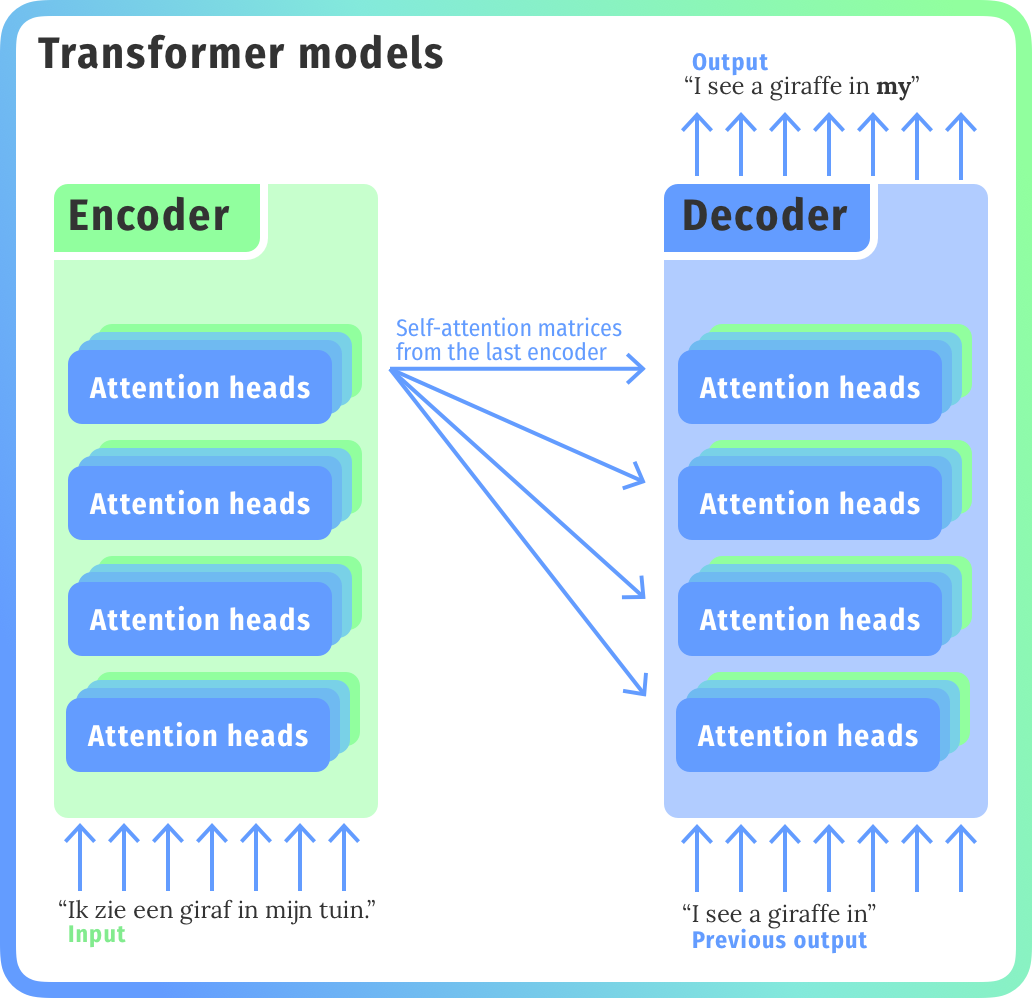 Transformer models
Output
“I see a giraffe in my”
Encoder
Decoder
Self-attention matrices
from the last encoder
Attention heads
Attention heads
Attention heads
Attention heads
Attention heads
Attention heads
Attention heads
Attention heads
“Ik zie een giraf in mijn tuin.”
Input
“I see a giraffe in”
Previous output